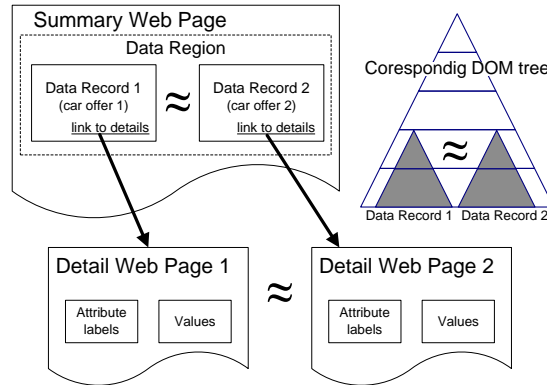 Summary Web Page
Data Region
Data Record 1
(car offer 1)
link to details
≈
Data Record 2
(car offer 2)
link to details
Corespondig DOM tree
≈
Data Record 1
Data Record 2
Detail Web Page 1
Attribute
labels
Values
≈
Detail Web Page 2
Attribute
labels
Values